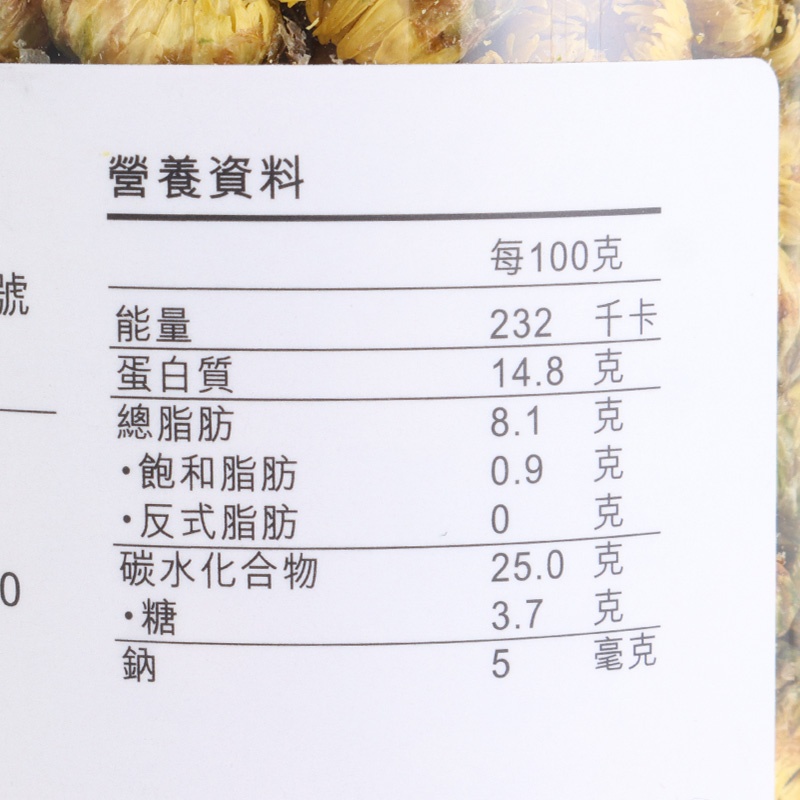 營養資料
每100克
能量 232 千卡
蛋白質 14.8 克
總脂肪 8.1 克
•飽和脂肪 0.9 克
•反式脂肪 0 克
碳水化合物 25.0 克
•糖 3.7 克
鈉 5 毫克
號
0